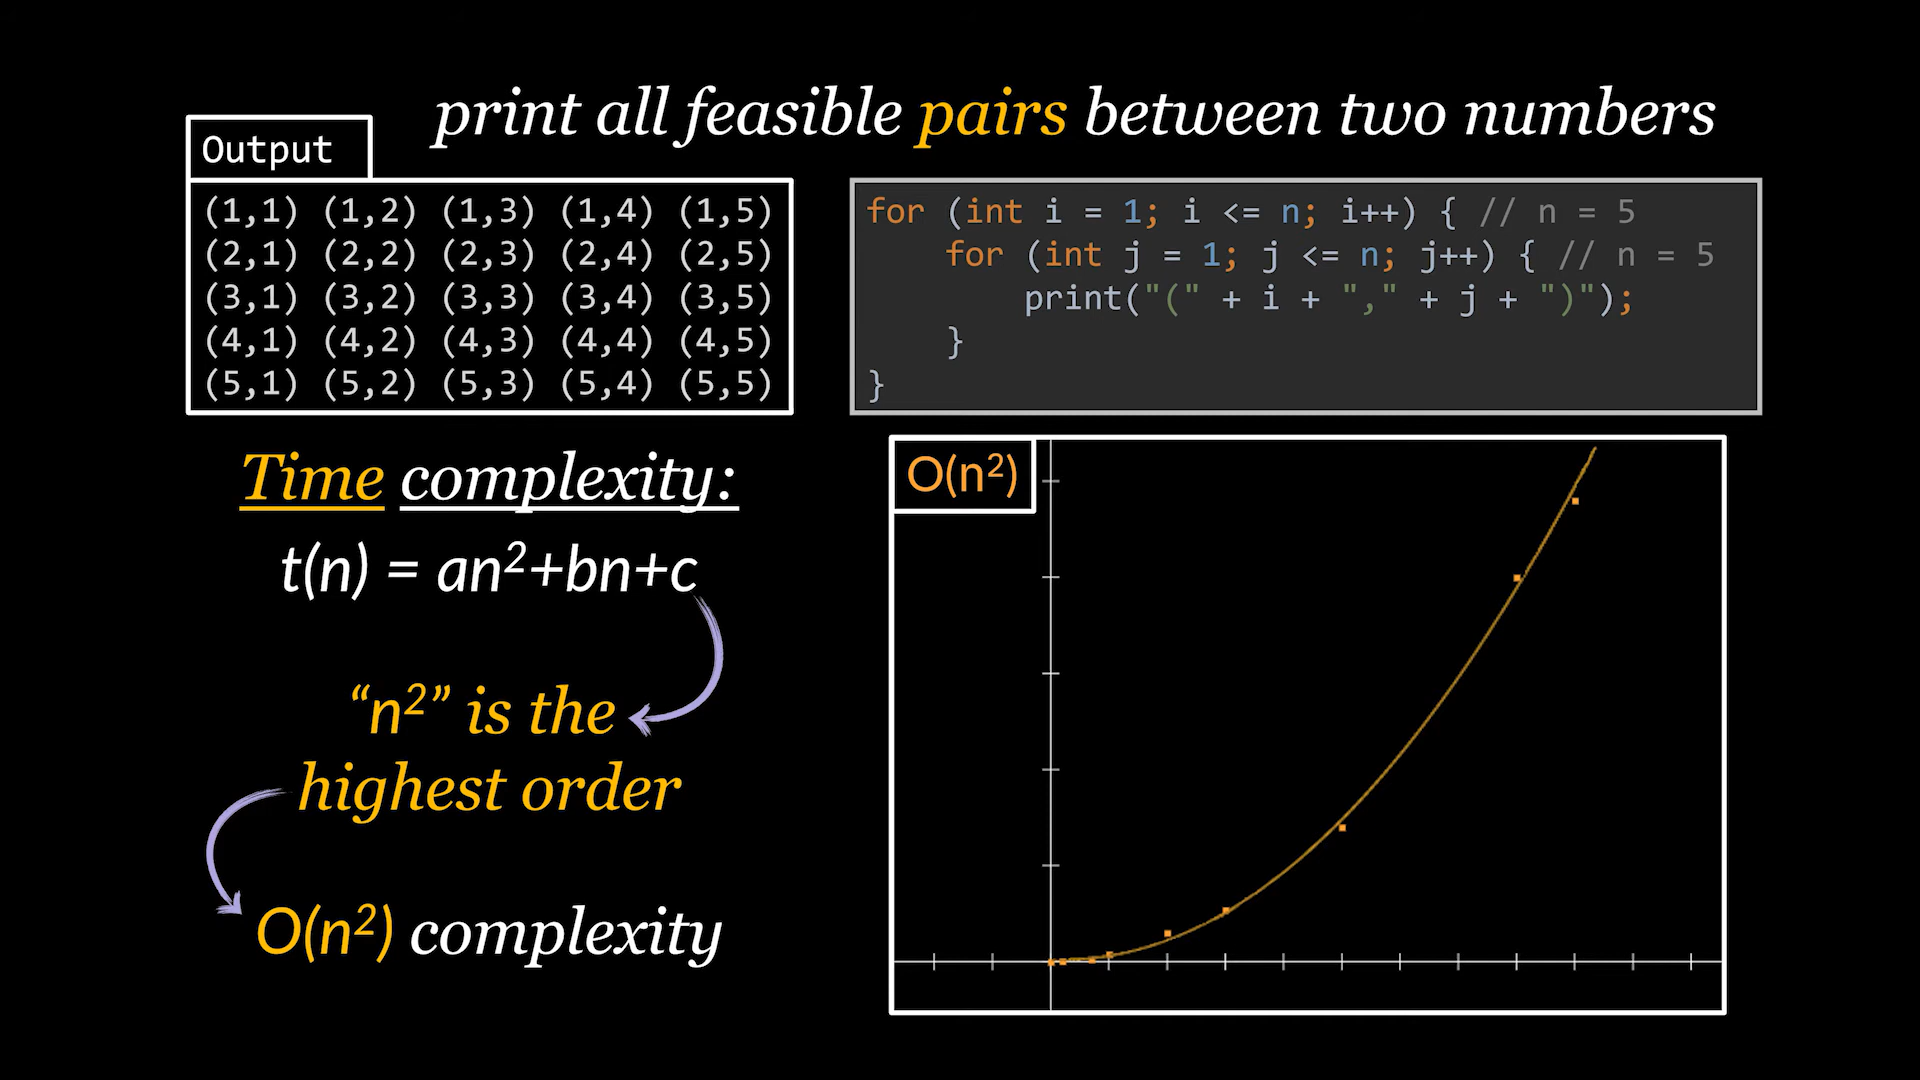 print all feasible pairs between two numbers
Output
(1,1) (1,2) (1,3) (1,4) (1,5)
(2,1) (2,2) (2,3) (2,4) (2,5)
(3,1) (3,2) (3,3) (3,4) (3,5)
(4,1) (4,2) (4,3) (4,4) (4,5)
(5,1) (5,2) (5,3) (5,4) (5,5)
for (int i = 1; i <= n; i++) { // n = 5
    for (int j = 1; j <= n; j++) { // n = 5
        print("(" + i + "," + j + ")");
    }
}
Time complexity:
t(n) = an²+bn+c
“n²” is the
highest order
O(n²) complexity
O(n²)